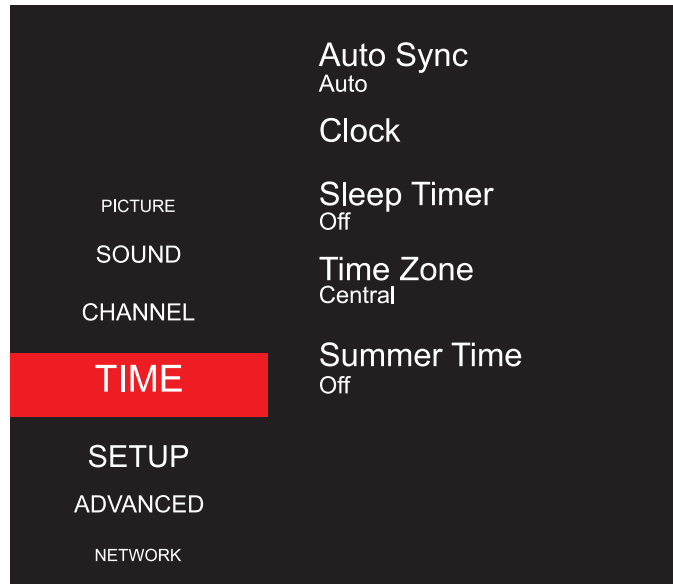 PICTURE
SOUND
CHANNEL
TIME
SETUP
ADVANCED
NETWORK
Auto Sync
Auto
Clock
Sleep Timer
Off
Time Zone
Central
Summer Time
Off